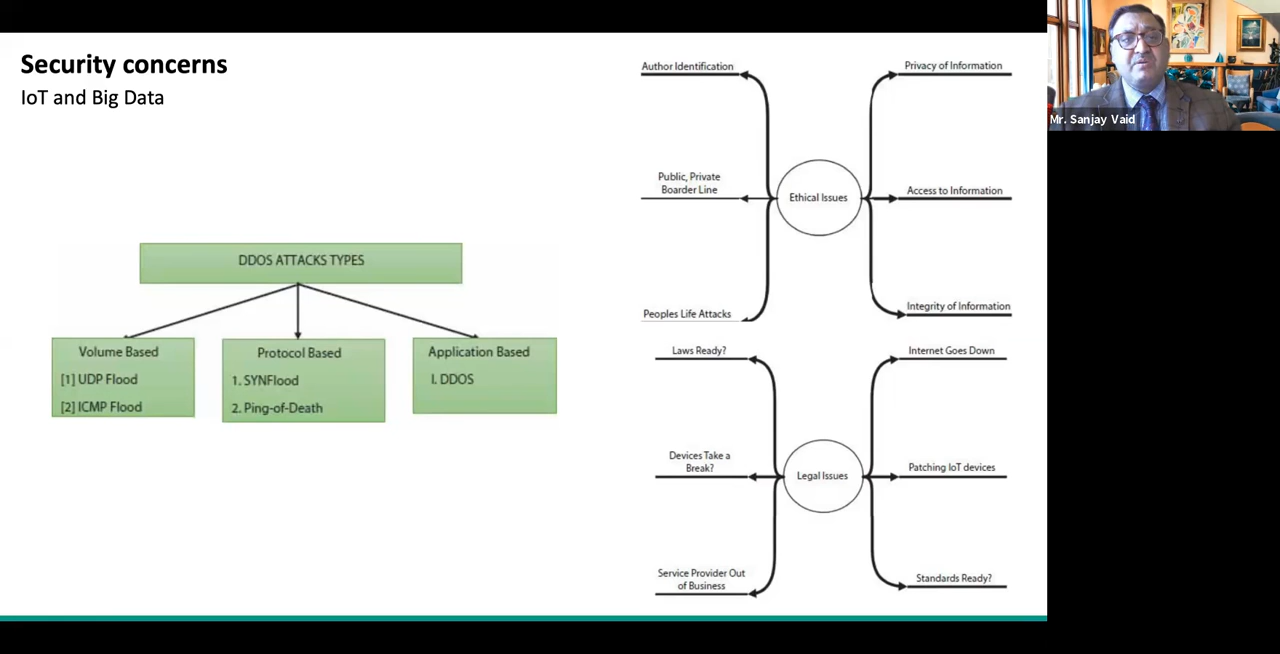 Security concerns
IoT and Big Data
DDOS ATTACKS TYPES
Volume Based
[1] UDP Flood
[2] ICMP Flood
Protocol Based
1. SYNFlood
2. Ping-of-Death
Application Based
I. DDOS
Author Identification
Public, Private
Boarder Line
Peoples Life Attacks
Ethical Issues
Privacy of Information
Access to Information
Integrity of Information
Laws Ready?
Devices Take a
Break?
Service Provider Out
of Business
Legal Issues
Internet Goes Down
Patching IoT devices
Standards Ready?
Mr. Sanjay Vaid